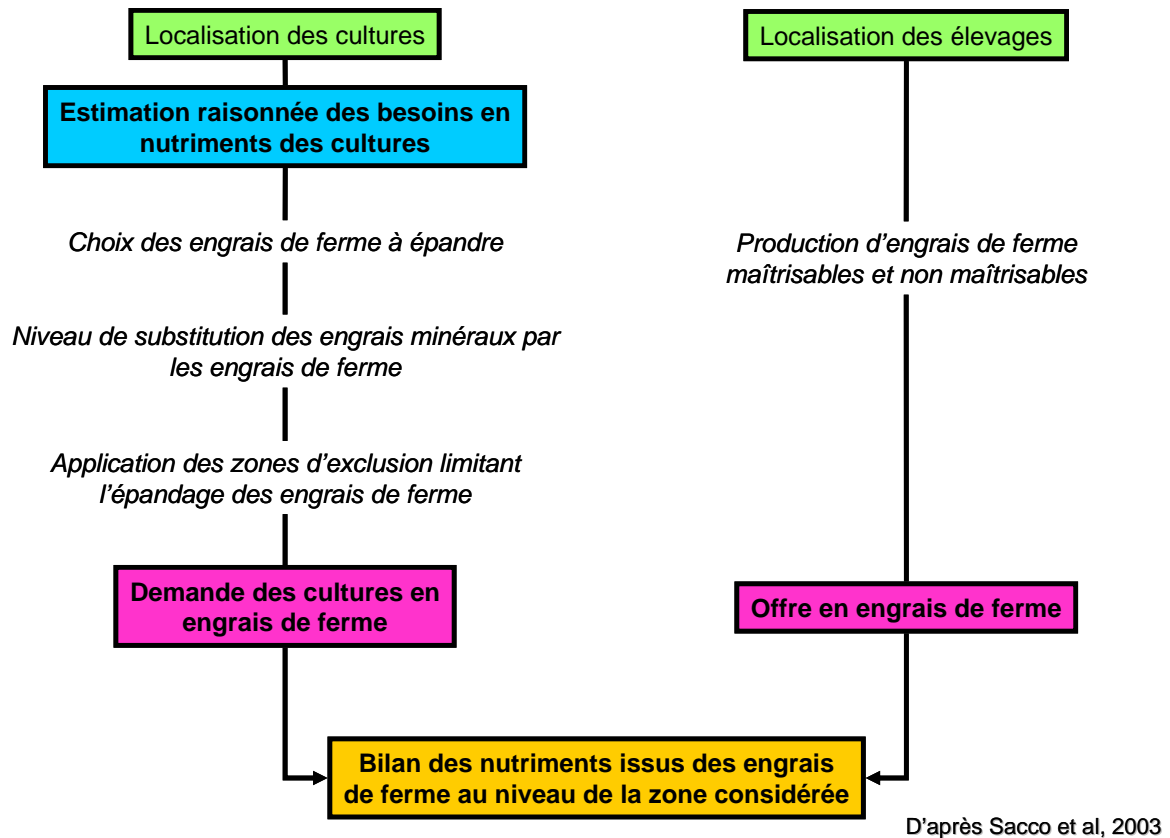 Localisation des cultures
Estimation raisonnée des besoins en
nutriments des cultures
Choix des engrais de ferme à épandre
Niveau de substitution des engrais minéraux par
les engrais de ferme
Application des zones d'exclusion limitant
l'épandage des engrais de ferme
Demande des cultures en
engrais de ferme
Localisation des élevages
Production d'engrais de ferme
maîtrisables et non maîtrisables
Offre en engrais de ferme
Bilan des nutriments issus des engrais
de ferme au niveau de la zone considérée
D'après Sacco et al, 2003